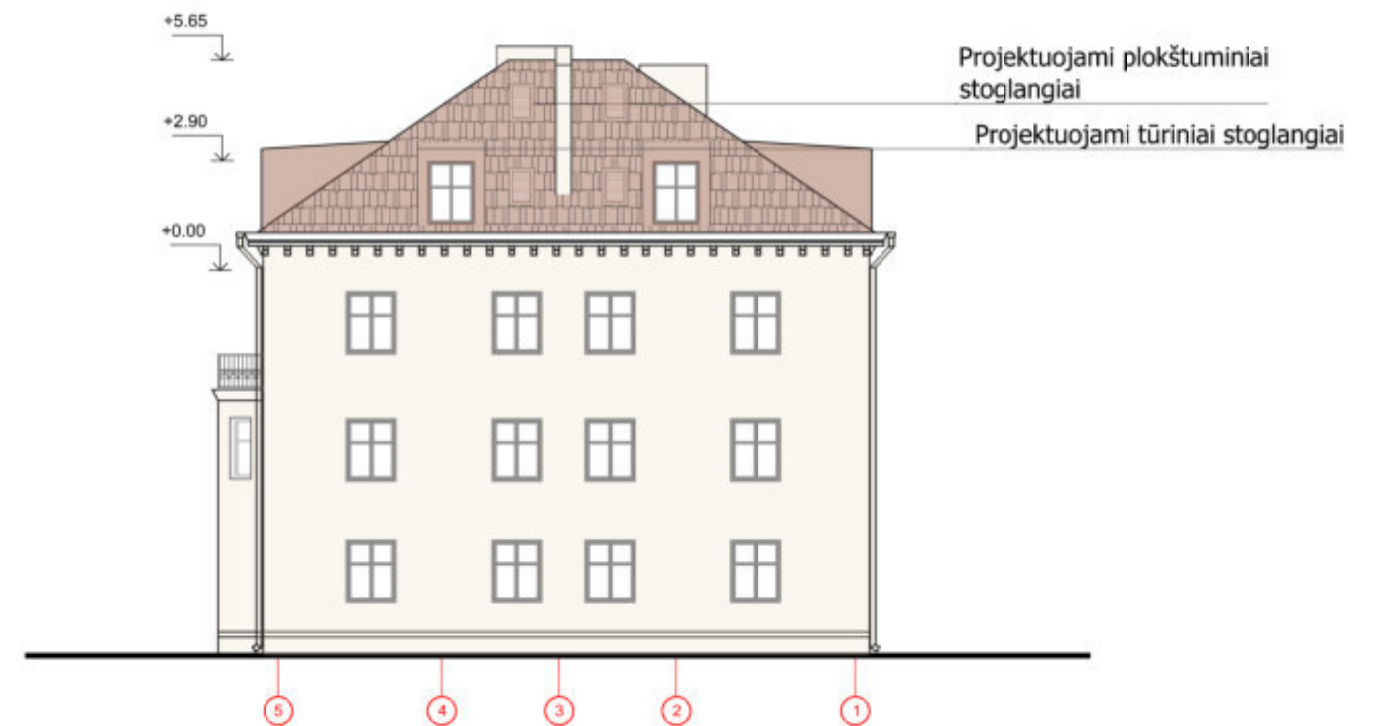 +5.65
Projektuojami plokštuminiai
stoglangiai
+2.90
Projektuojami tūriniai stoglangiai
+0.00
5 4 3 2 1